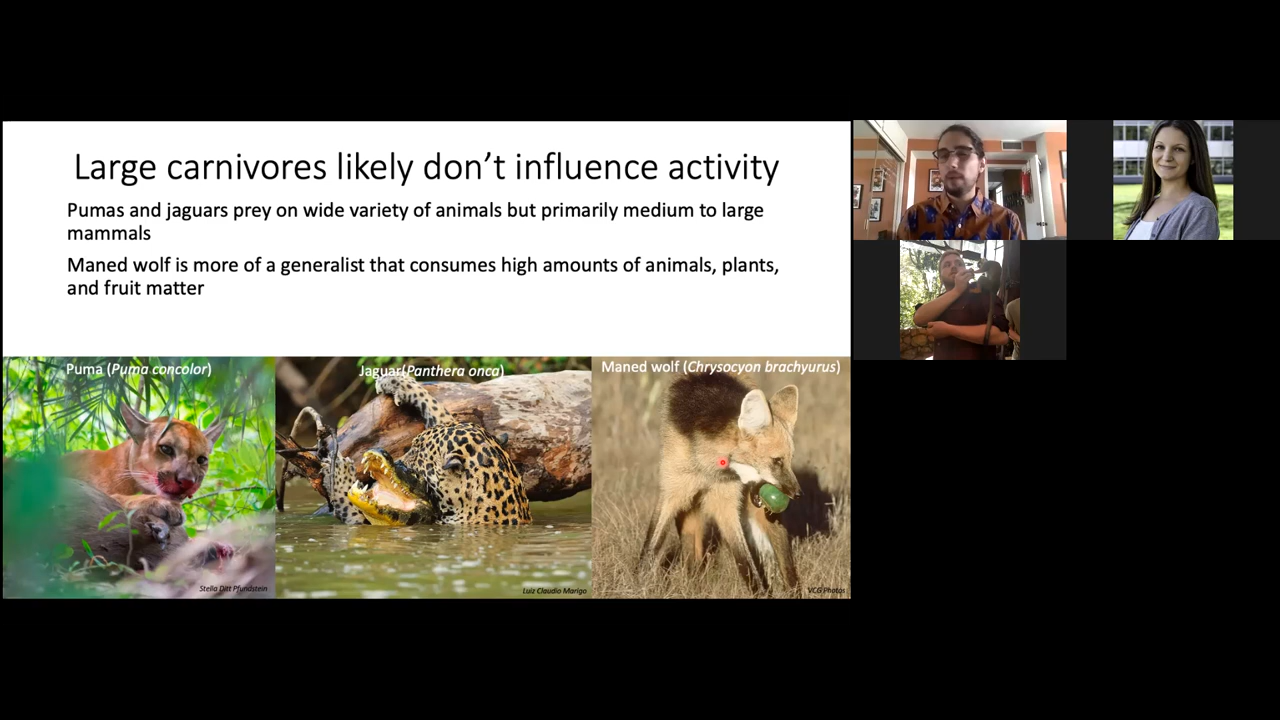 Large carnivores likely don’t influence activity
Pumas and jaguars prey on wide variety of animals but primarily medium to large
mammals
Maned wolf is more of a generalist that consumes high amounts of animals, plants,
and fruit matter
Puma (Puma concolor)
Jaguar(Panthera onca)
Maned wolf (Chrysocyon brachyurus)
Stella Ditt Pfundstein
Luiz Claudio Marigo
VCG Photos